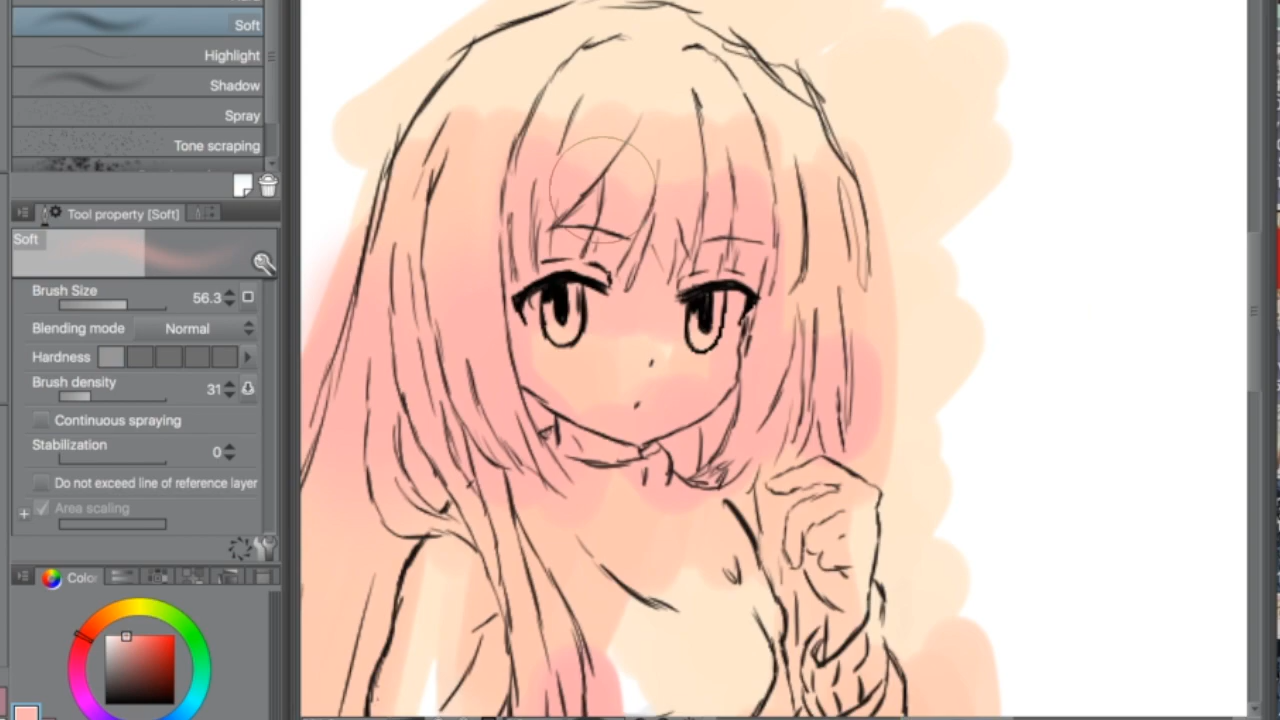 Soft
Highlight
Shadow
Spray
Tone scraping
Tool property [Soft]
Soft
Brush Size 56.3
Blending mode Normal
Hardness
Brush density 31
Continuous spraying
Stabilization 0
Do not exceed line of reference layer
Area scaling
Color